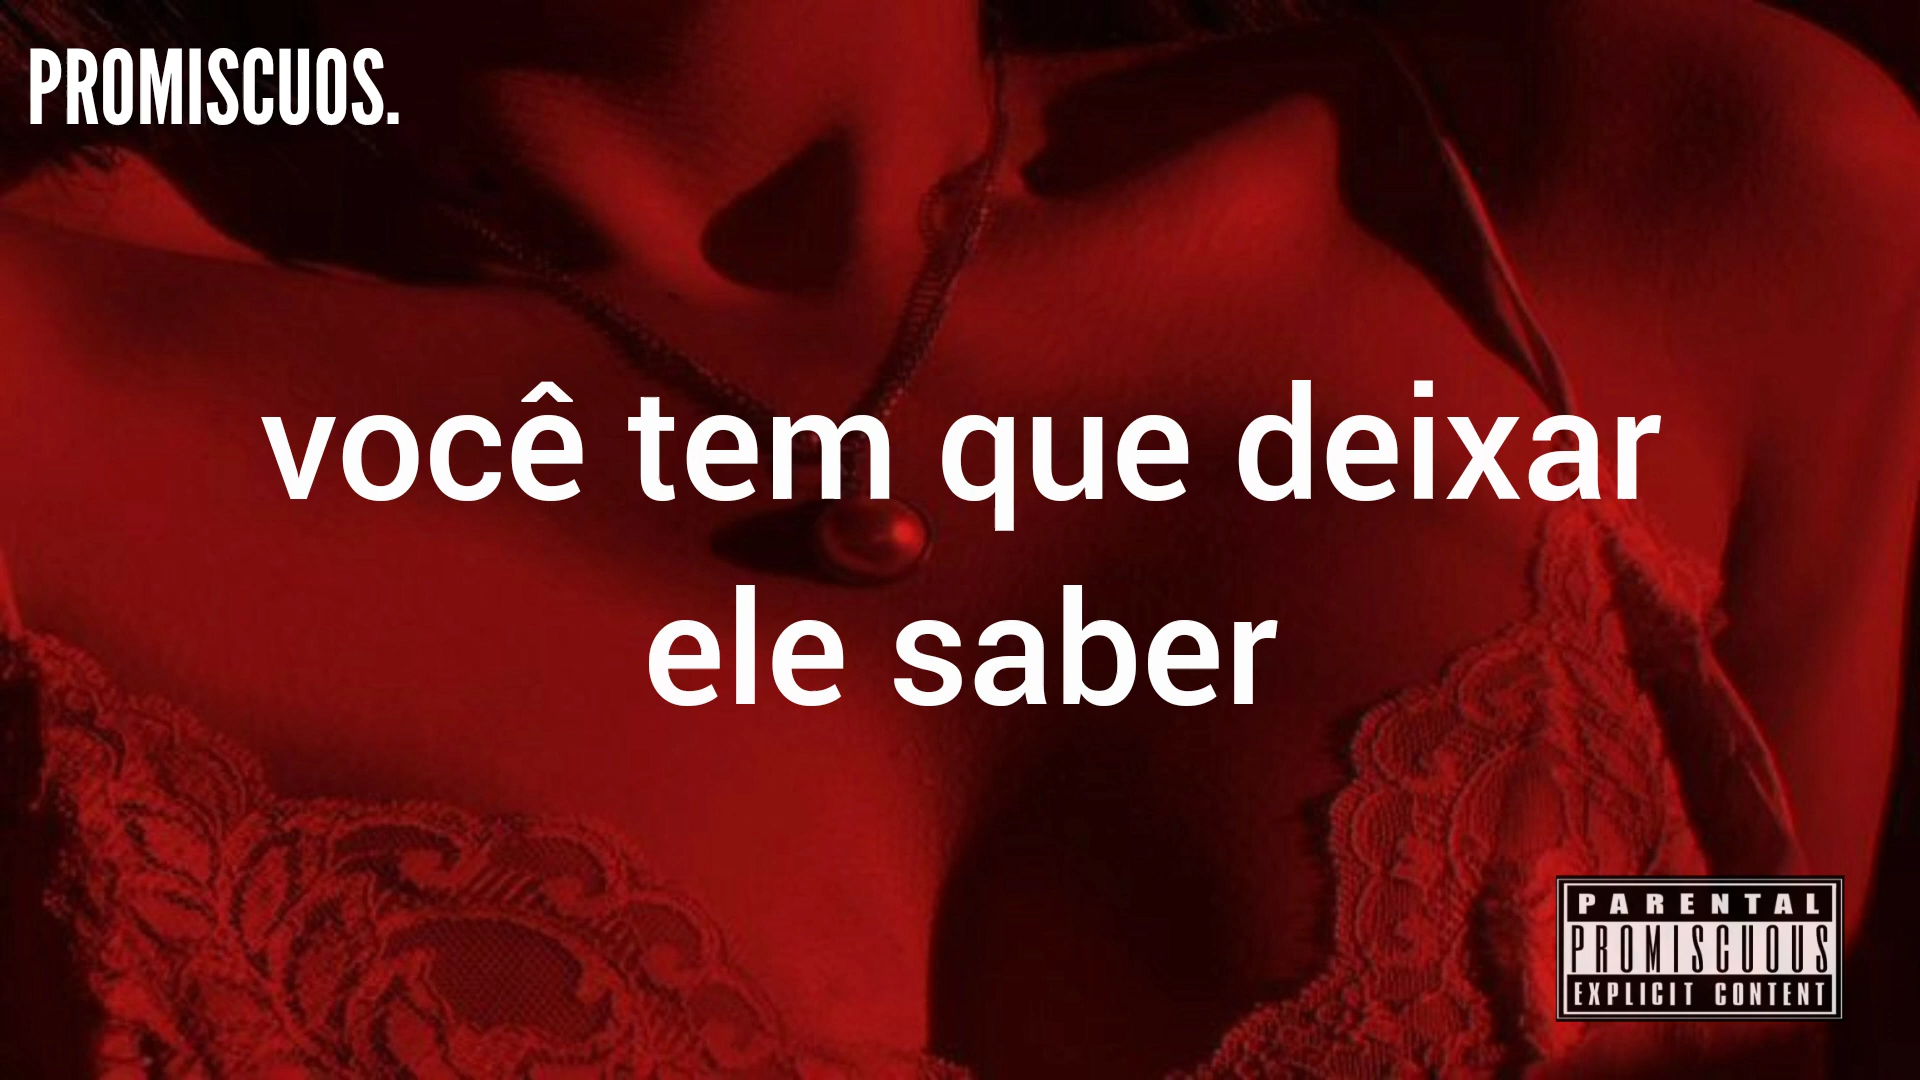 PROMISCUOS.
você tem que deixar
ele saber
PARENTAL
PROMISCUOUS
EXPLICIT CONTENT